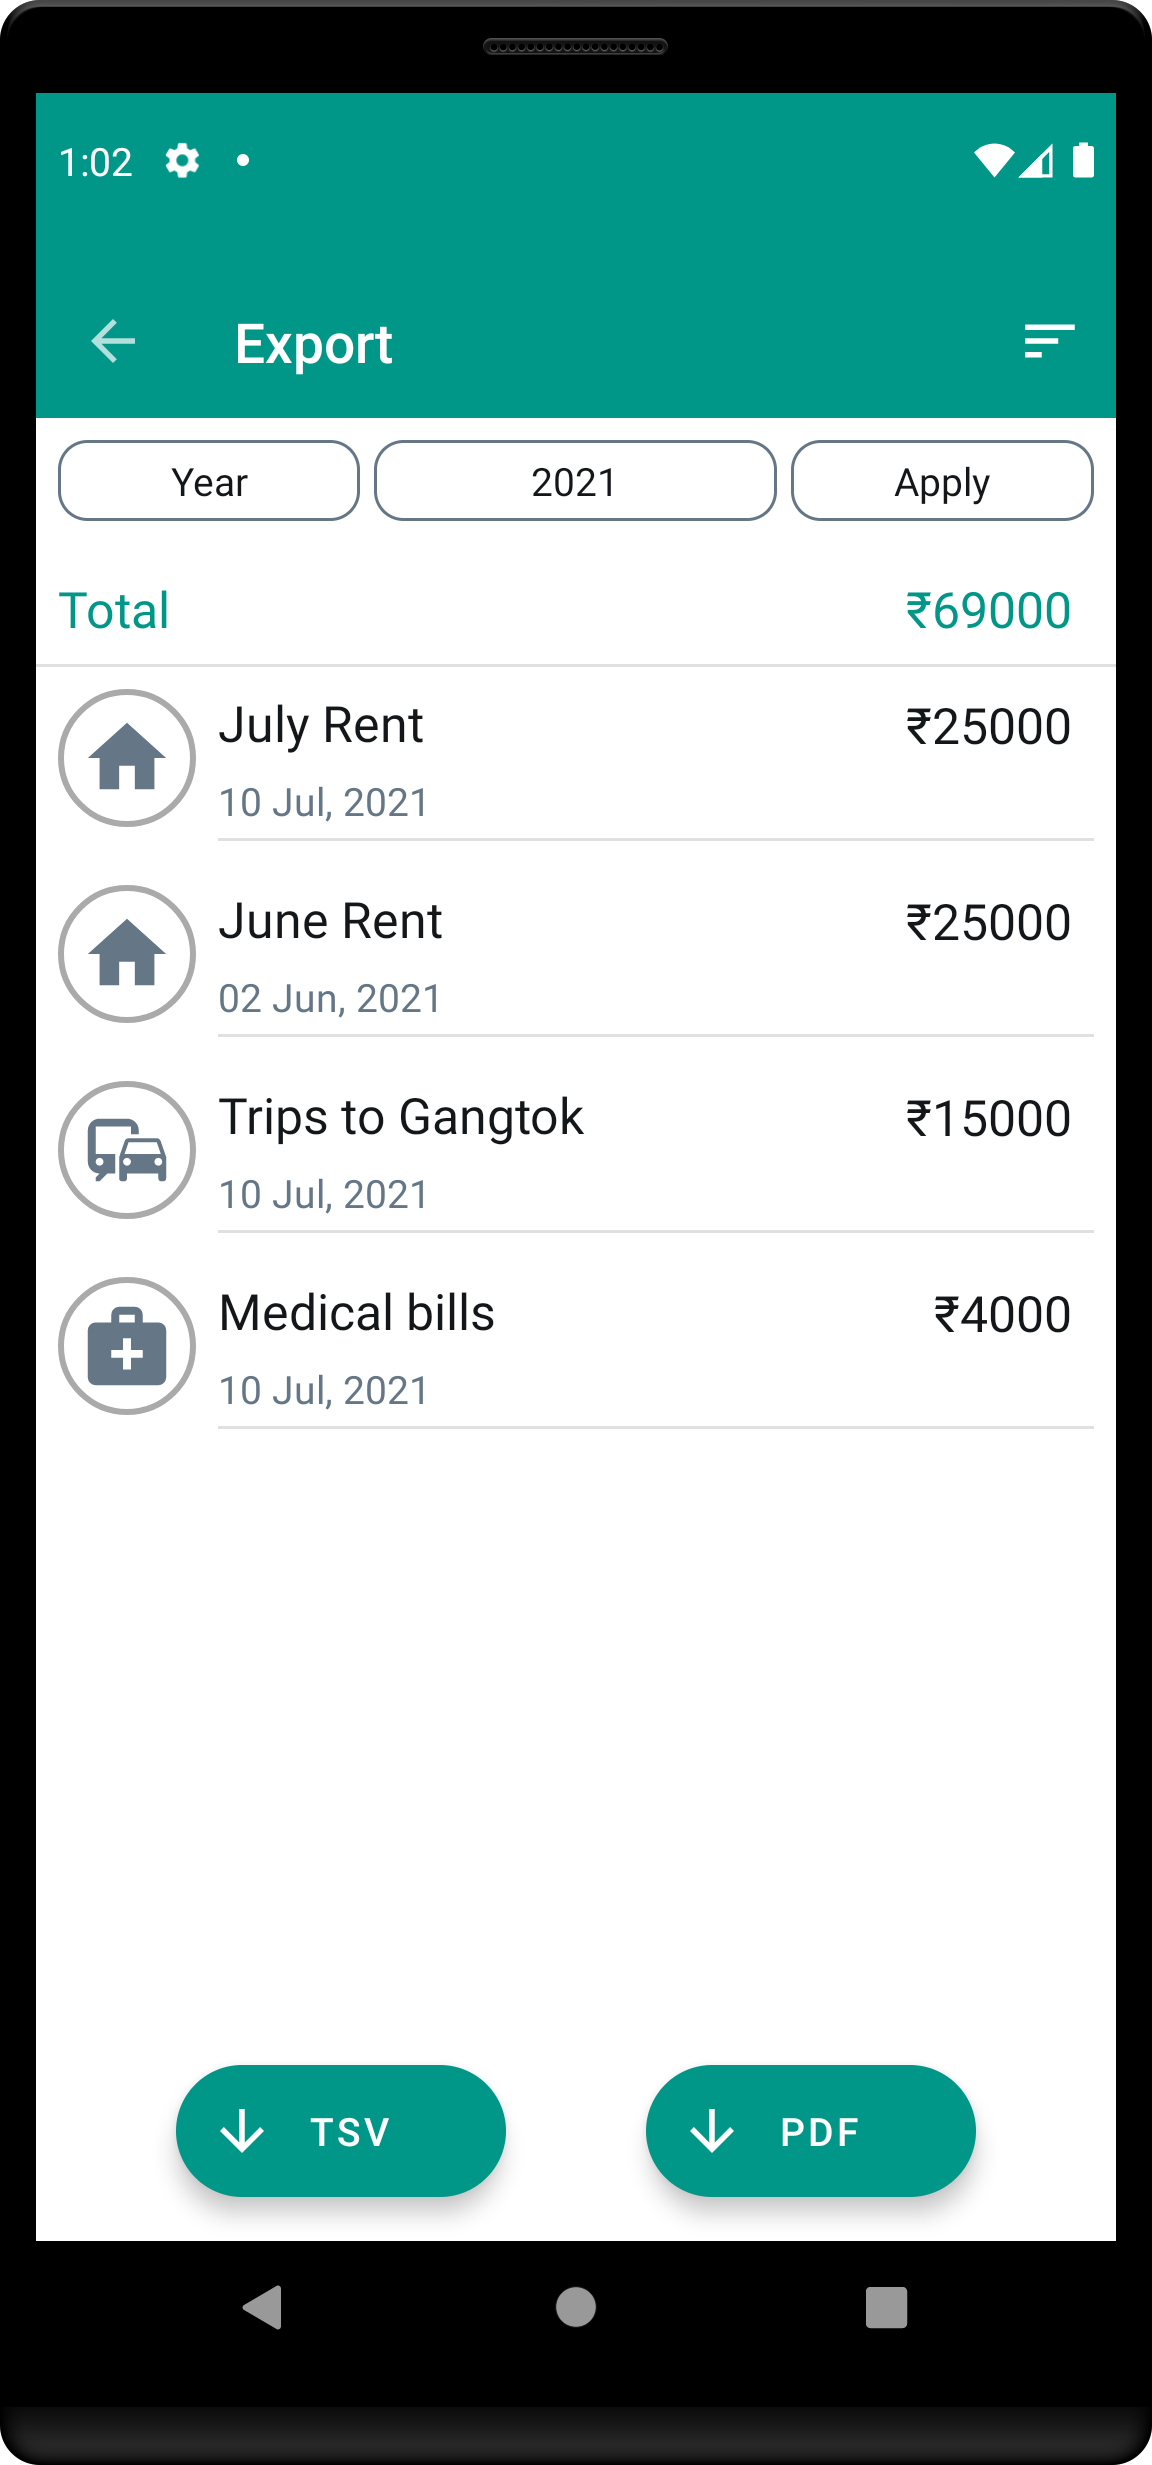 1:02
Export
Year 2021 Apply
Total ₹69000
July Rent ₹25000
10 Jul, 2021
June Rent ₹25000
02 Jun, 2021
Trips to Gangtok ₹15000
10 Jul, 2021
Medical bills ₹4000
10 Jul, 2021
TSV PDF